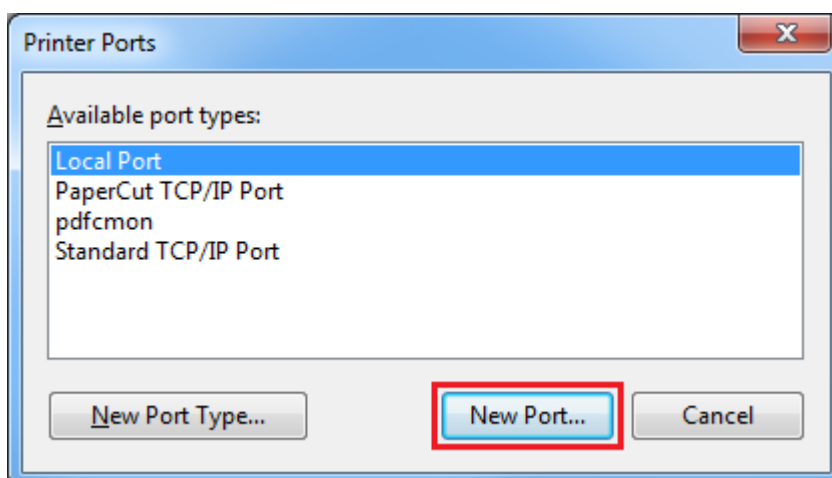 Printer Ports
Available port types:
Local Port
PaperCut TCP/IP Port
pdfcmon
Standard TCP/IP Port
New Port Type... New Port... Cancel